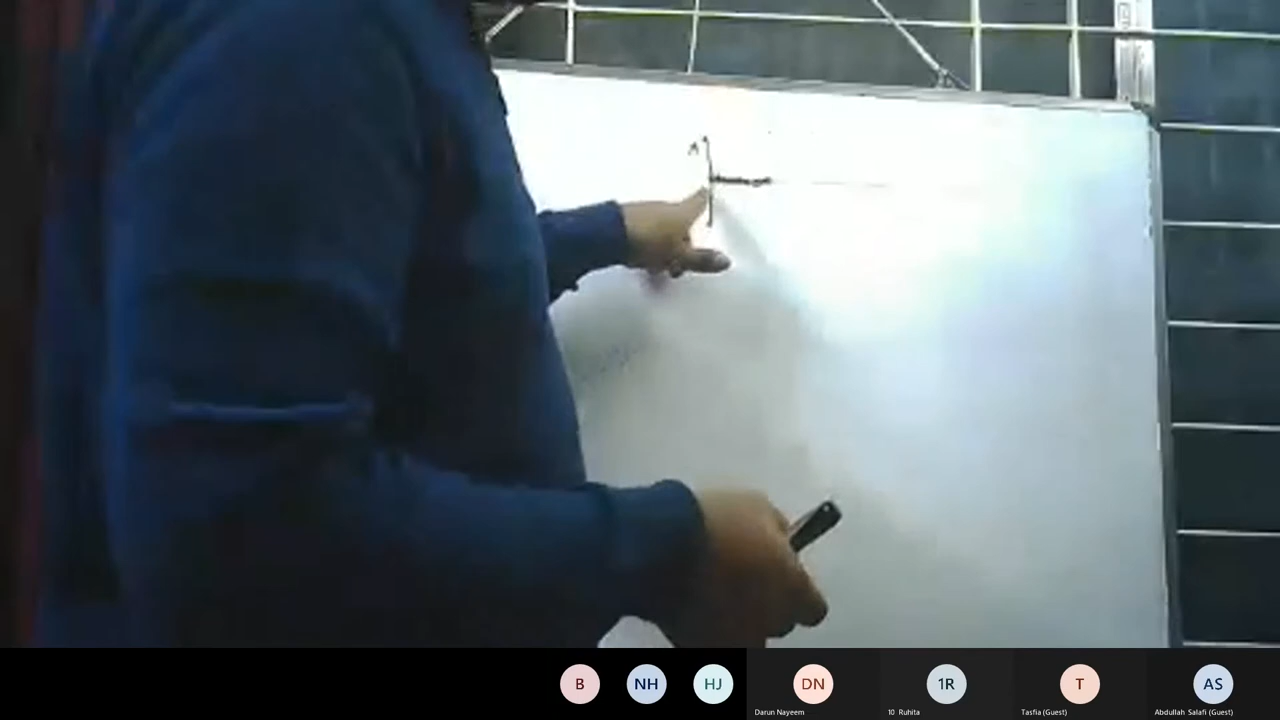 B NH HJ DN 1R T AS
Darun Nayeem 10 Ruhita Tasfia (Guest) Abdullah Salafi (Guest)